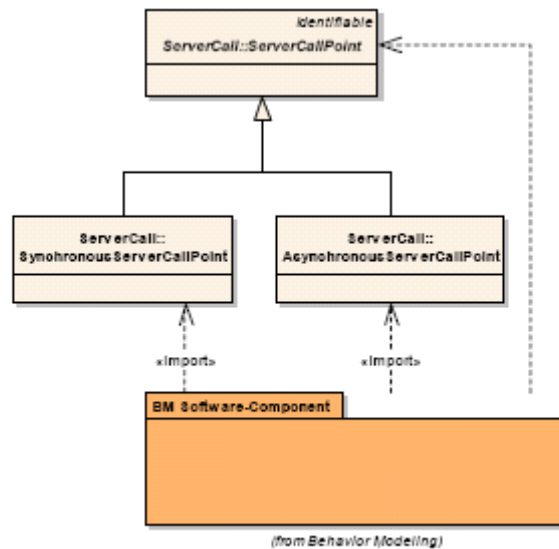 Identifiable
ServerCall::ServerCallPoint
ServerCall::
SynchronousServerCallPoint
ServerCall::
AsynchronousServerCallPoint
«import»
«import»
BM Software-Component
(from Behavior Modeling)